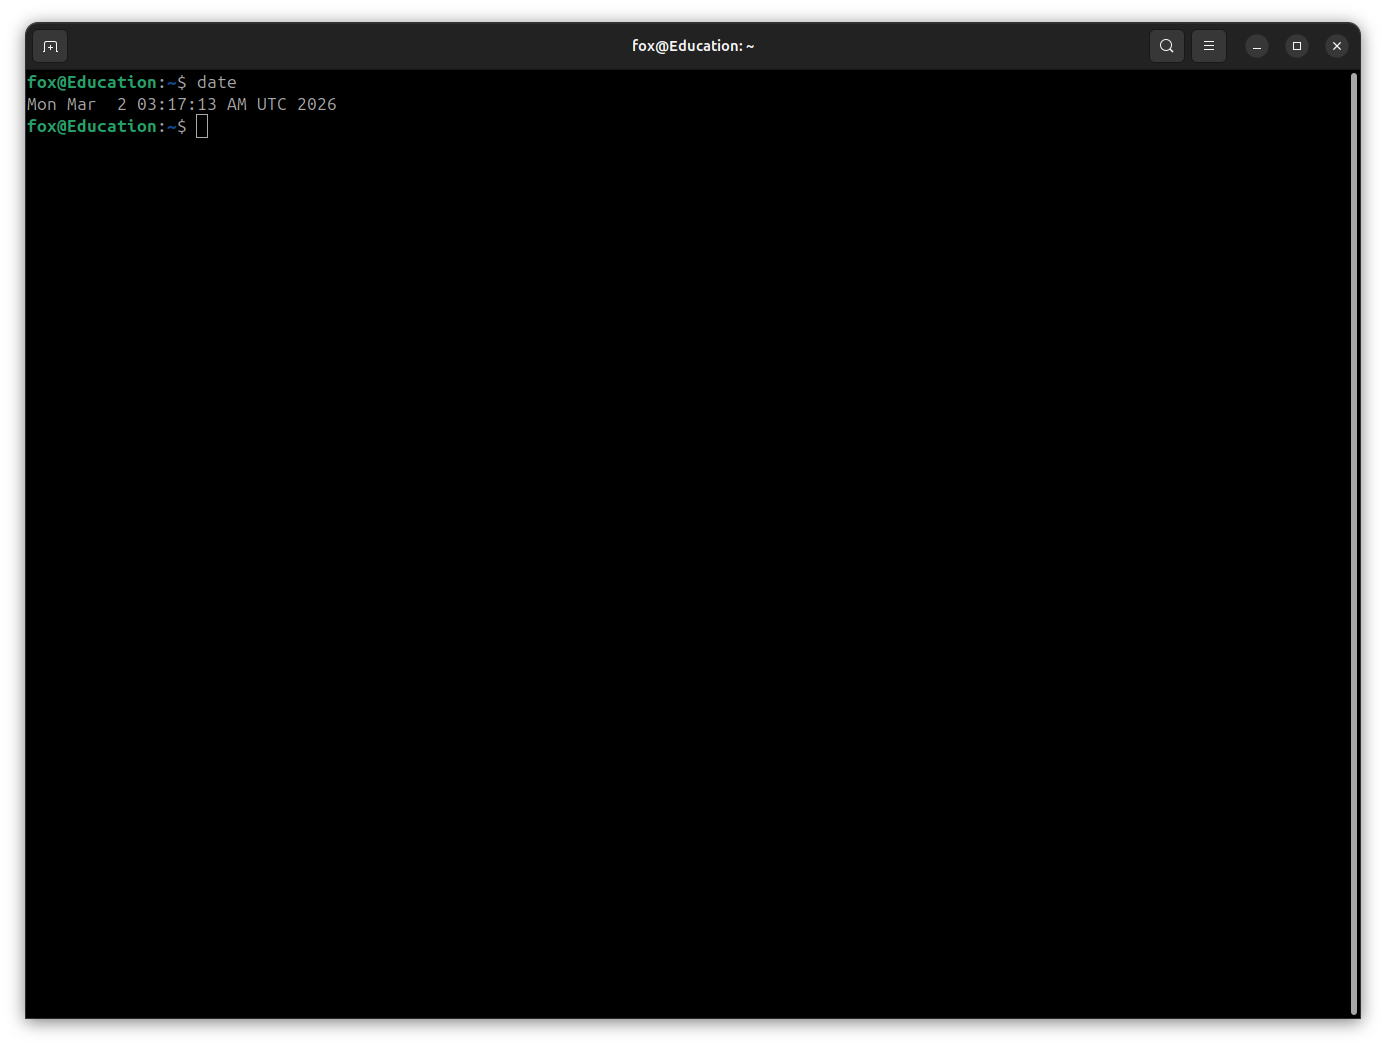 fox@Education: ~
fox@Education:~$ date
Mon Mar  2 03:17:13 AM UTC 2026
fox@Education:~$